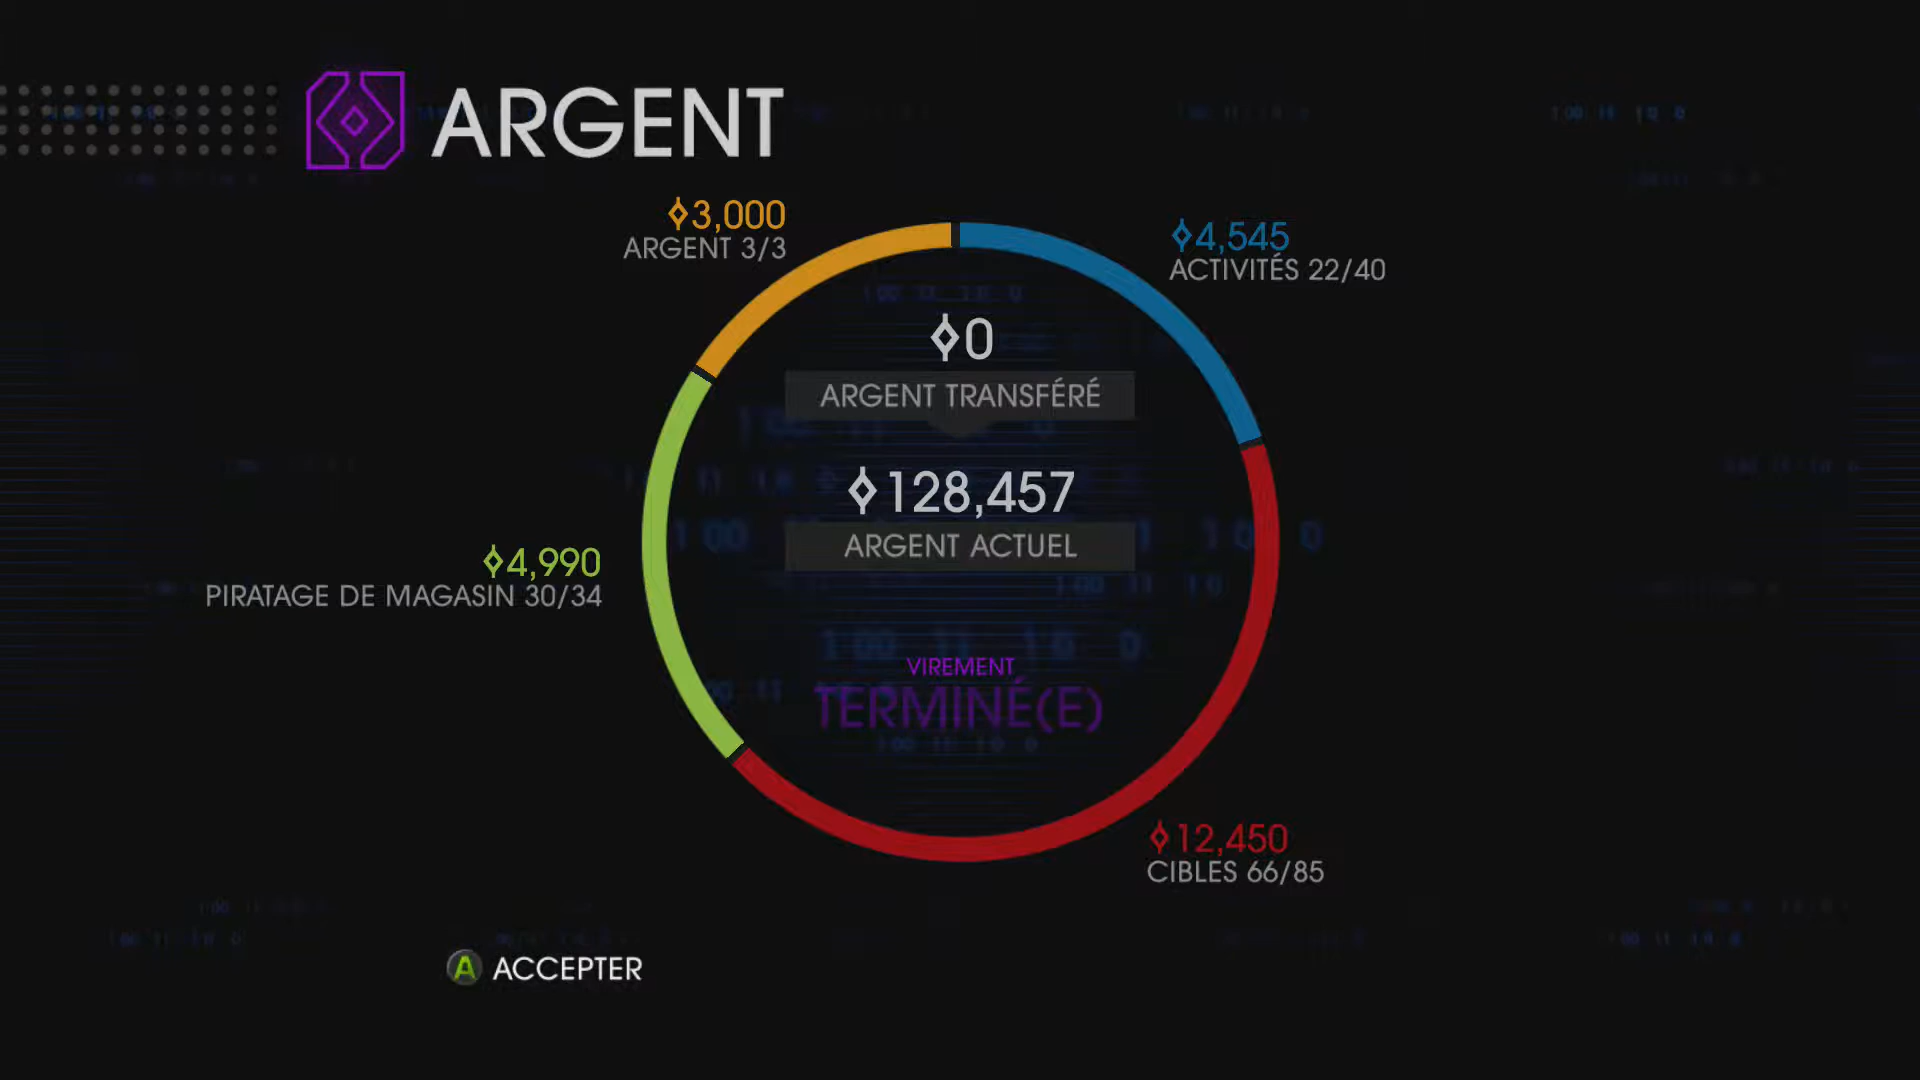 ARGENT
3,000
ARGENT 3/3
4,545
ACTIVITÉS 22/40
0
ARGENT TRANSFÉRÉ
128,457
ARGENT ACTUEL
4,990
PIRATAGE DE MAGASIN 30/34
VIREMENT
TERMINÉ(E)
12,450
CIBLES 66/85
A ACCEPTER